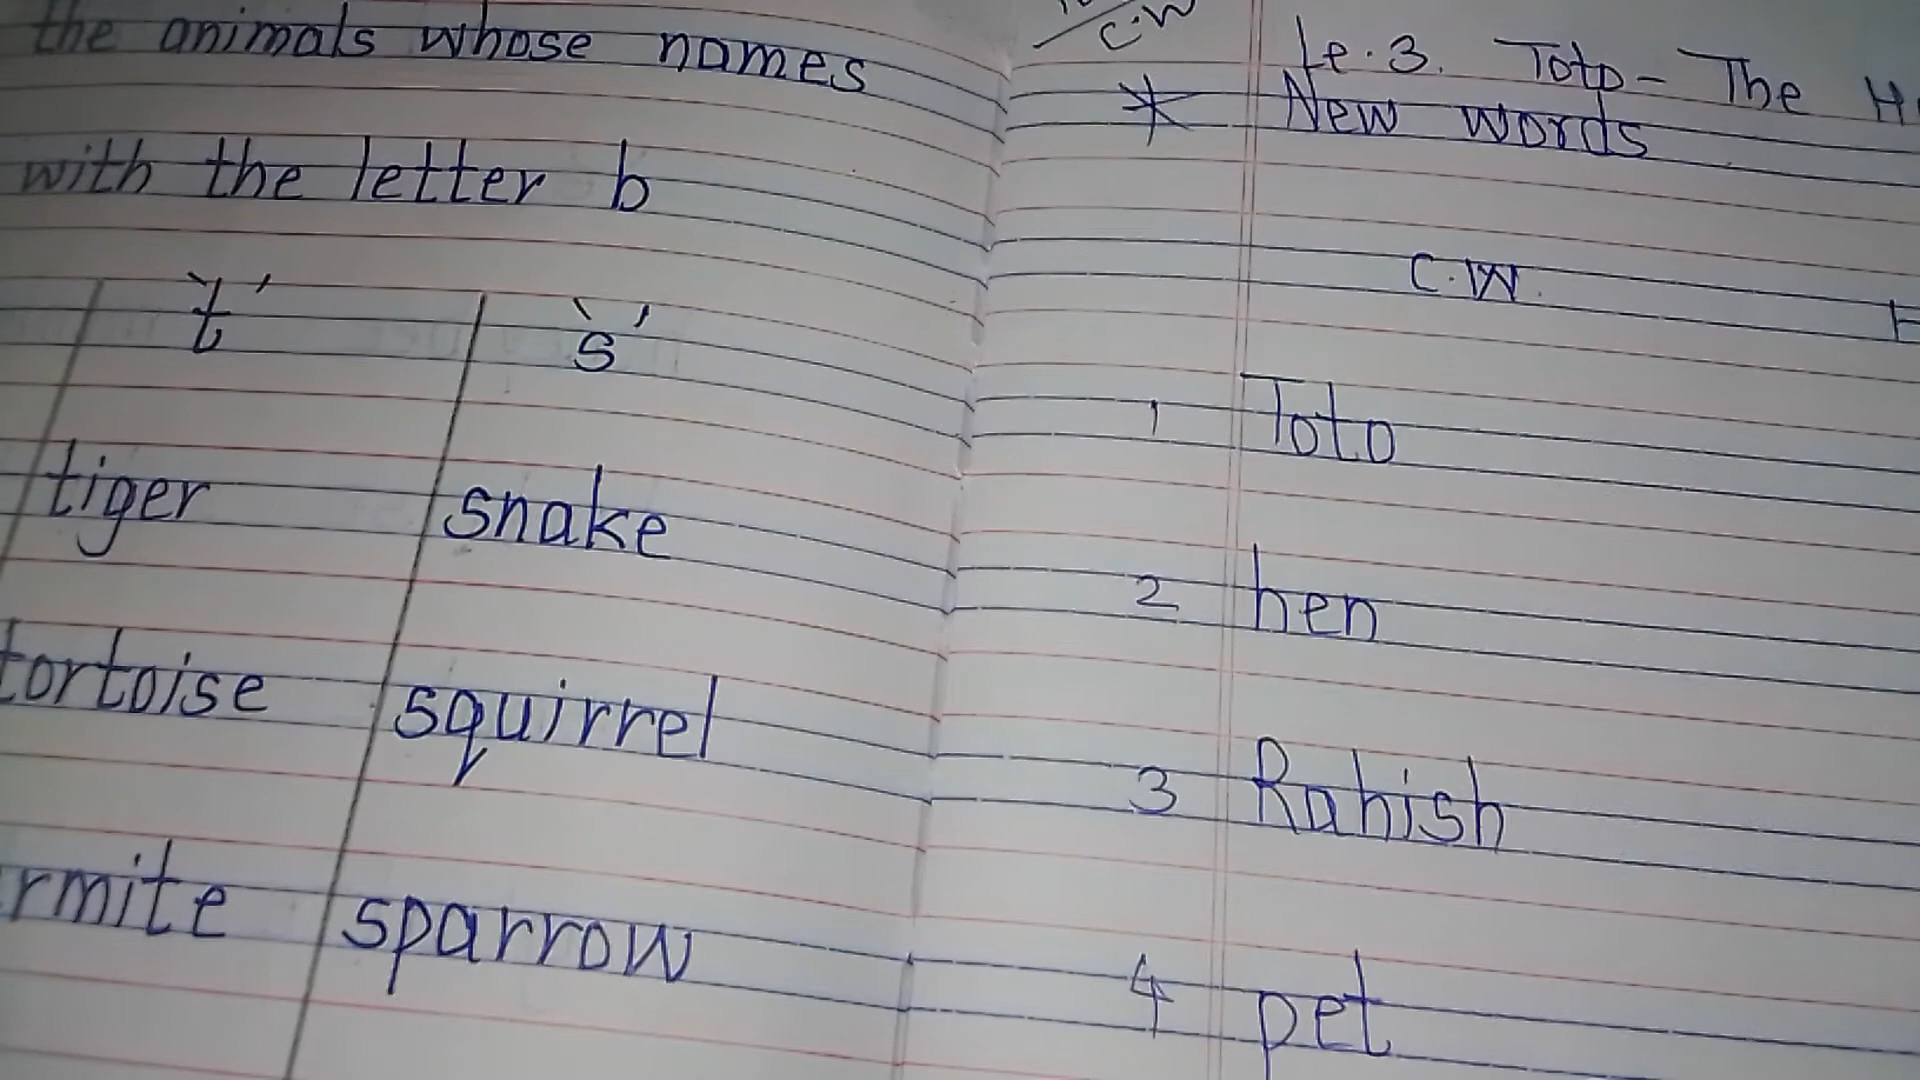 the animals whose names
with the letter b
't' 's'
tiger snake
tortoise squirrel
rmite sparrow
C.W
Le. 3. Toto - The H
* New words
C.W.
1 Toto
2 hen
3 Rahish
4 pet